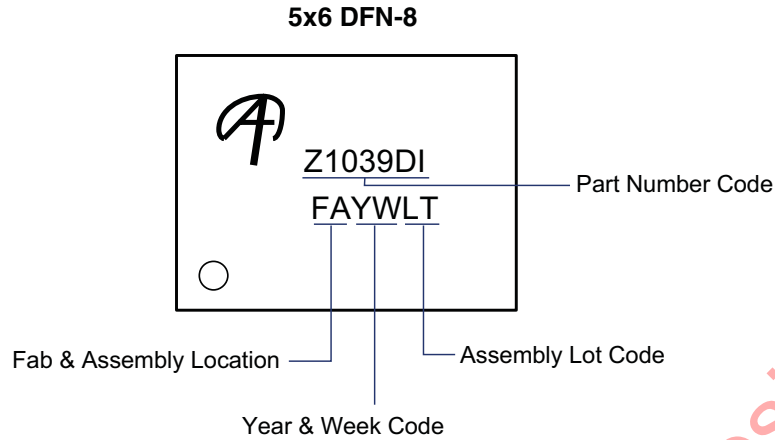 5x6 DFN-8
Z1039DI
Part Number Code
FAYWLT
Fab & Assembly Location
Assembly Lot Code
Year & Week Code